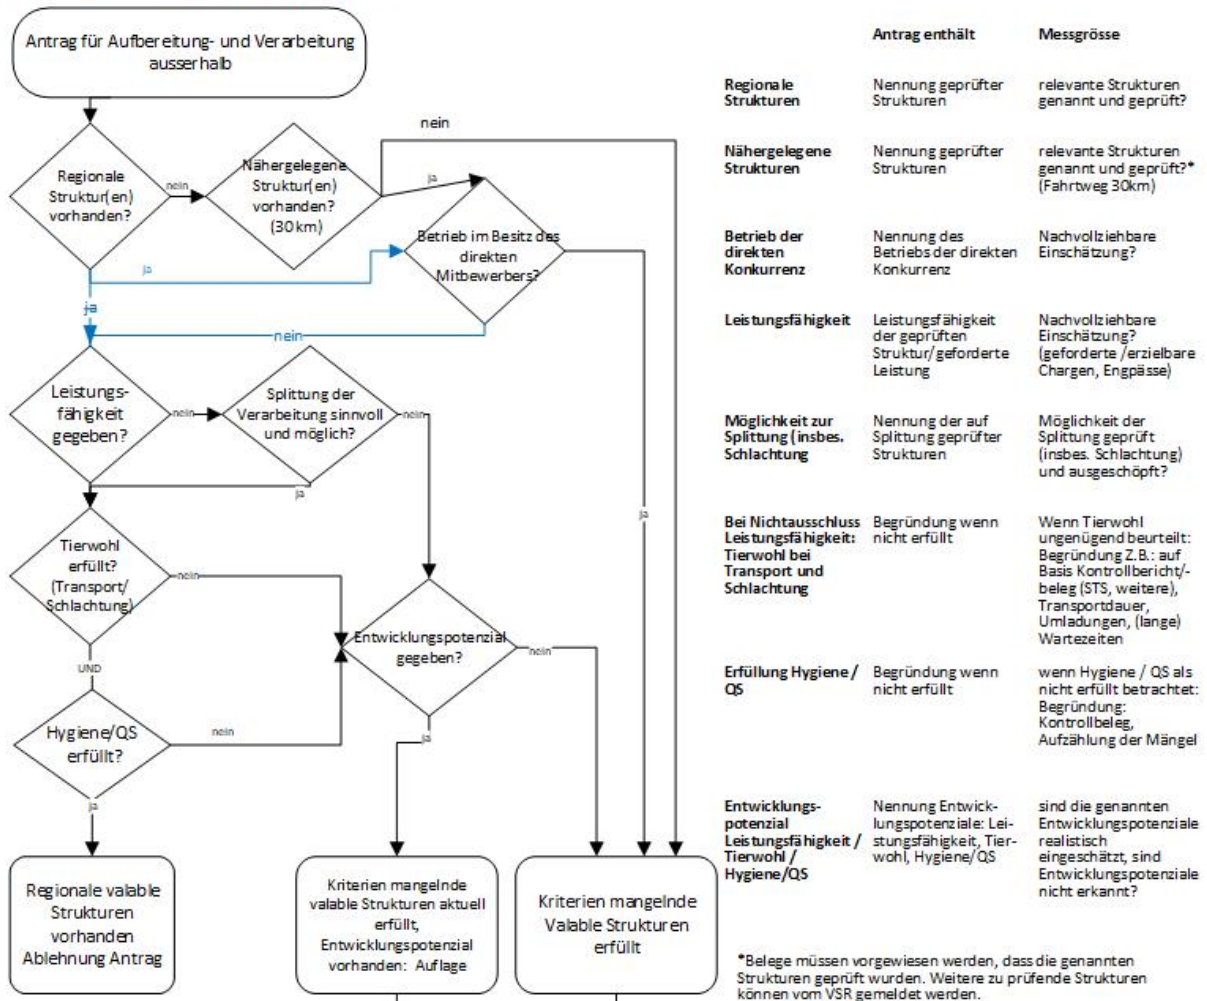 Antrag für Aufbereitung- und Verarbeitung
ausserhalb
Regionale
Struktur(en)
vorhanden?
nein
Nähergelegene
Struktur(en)
vorhanden?
(30 km)
nein
ja
Betrieb im Besitz des
direkten
Mitbewerbers?
ja
ja
nein
Leistungs-
fähigkeit
gegeben?
nein
Splittung der
Verarbeitung sinnvoll
und möglich?
nein
ja
ja
Tierwohl
erfüllt?
(Transport/
Schlachtung)
nein
UND
Hygiene/QS
erfüllt?
nein
ja
Entwicklungspotenzial
gegeben?
nein
ja
Regionale valable
Strukturen
vorhanden
Ablehnung Antrag
Kriterien mangelnde
valable Strukturen aktuell
erfüllt,
Entwicklungspotenzial
vorhanden: Auflage
Kriterien mangelnde
Valable Strukturen
erfüllt
Antrag enthält
Messgrösse
Regionale
Strukturen
Nennung geprüfter
Strukturen
relevante Strukturen
genannt und geprüft?
Nähergelegene
Strukturen
Nennung geprüfter
Strukturen
relevante Strukturen
genannt und geprüft?*
(Fahrtweg 30km)
Betrieb der
direkten
Konkurrenz
Nennung des
Betriebs der direkten
Konkurrenz
Nachvollziehbare
Einschätzung?
Leistungsfähigkeit
Leistungsfähigkeit
der geprüften
Struktur/geforderte
Leistung
Nachvollziehbare
Einschätzung?
(geforderte /erzielbare
Chargen, Engpässe)
Möglichkeit zur
Splittung (insbes.
Schlachtung
Nennung der auf
Splittung geprüfter
Strukturen
Möglichkeit der
Splittung geprüft
(insbes. Schlachtung)
und ausgeschöpft?
Bei Nichtausschluss
Leistungsfähigkeit:
Tierwohl bei
Transport und
Schlachtung
Begründung wenn
nicht erfüllt
Wenn Tierwohl
ungenügend beurteilt:
Begründung Z.B.: auf
Basis Kontrollbericht/-
beleg (STS, weitere),
Transportdauer,
Umladungen, (lange)
Wartezeiten
Erfüllung Hygiene /
QS
Begründung wenn
nicht erfüllt
wenn Hygiene / QS als
nicht erfüllt betrachtet:
Begründung:
Kontrollbeleg,
Aufzählung der Mängel
Entwicklungs-
potenzial
Leistungsfähigkeit /
Tierwohl /
Hygiene/QS
Nennung Entwick-
lungspotenziale: Lei-
stungsfähigkeit, Tier-
wohl, Hygiene/QS
sind die genannten
Entwicklungspotenziale
realistisch
eingeschätzt, sind
Entwicklungspotenziale
nicht erkannt?
*Belege müssen vorgewiesen werden, dass die genannten
Strukturen geprüft wurden. Weitere zu prüfende Strukturen
können vom VSR gemeldet werden.
ja